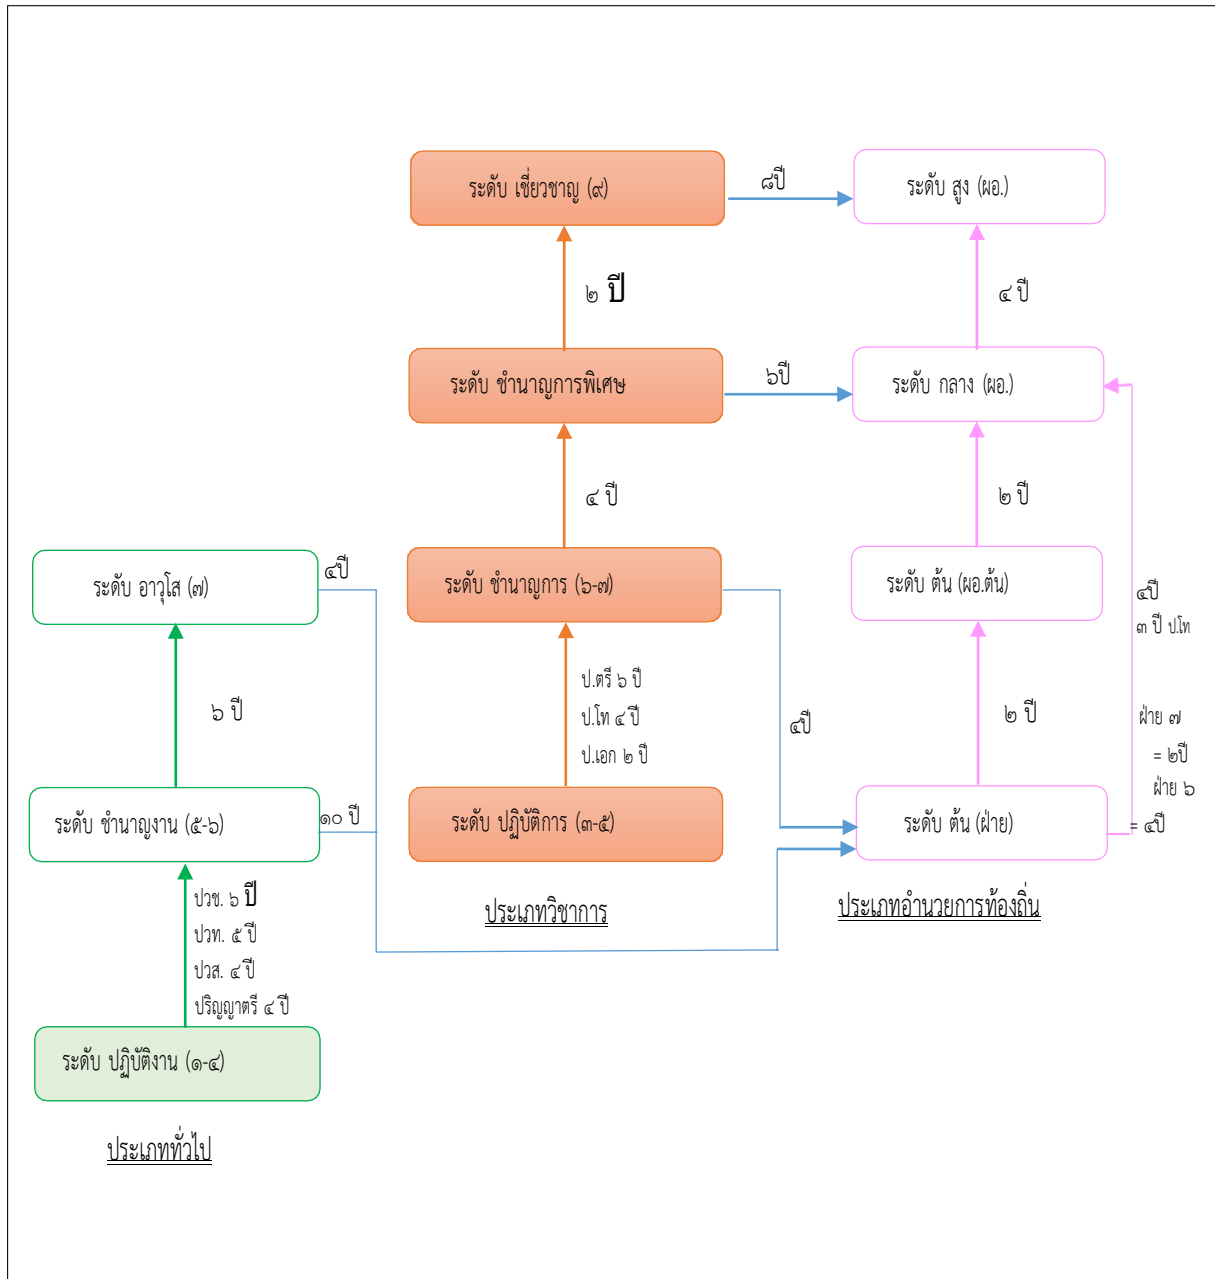 ระดับ เชี่ยวชาญ (๙)
๘ปี
ระดับ สูง (ผอ.)
๒ ปี
๔ ปี
ระดับ ชำนาญการพิเศษ
๖ปี
ระดับ กลาง (ผอ.)
๔ ปี
๒ ปี
ระดับ อาวุโส (๗)
๔ปี
ระดับ ชำนาญการ (๖-๗)
ระดับ ต้น (ผอ.ต้น)
๔ปี
๓ ปี ป.โท
๖ ปี
ป.ตรี ๖ ปี
ป.โท ๔ ปี
ป.เอก ๒ ปี
๔ปี
๒ ปี
ฝ่าย ๗
= ๒ปี
ฝ่าย ๖
= ๔ปี
ระดับ ชำนาญงาน (๕-๖)
๑๐ ปี
ระดับ ปฏิบัติการ (๓-๕)
ระดับ ต้น (ฝ่าย)
ปวช. ๖ ปี
ปวท. ๕ ปี
ปวส. ๔ ปี
ปริญญาตรี ๔ ปี
ประเภทวิชาการ
ประเภทอำนวยการท้องถิ่น
ระดับ ปฏิบัติงาน (๑-๔)
ประเภททั่วไป